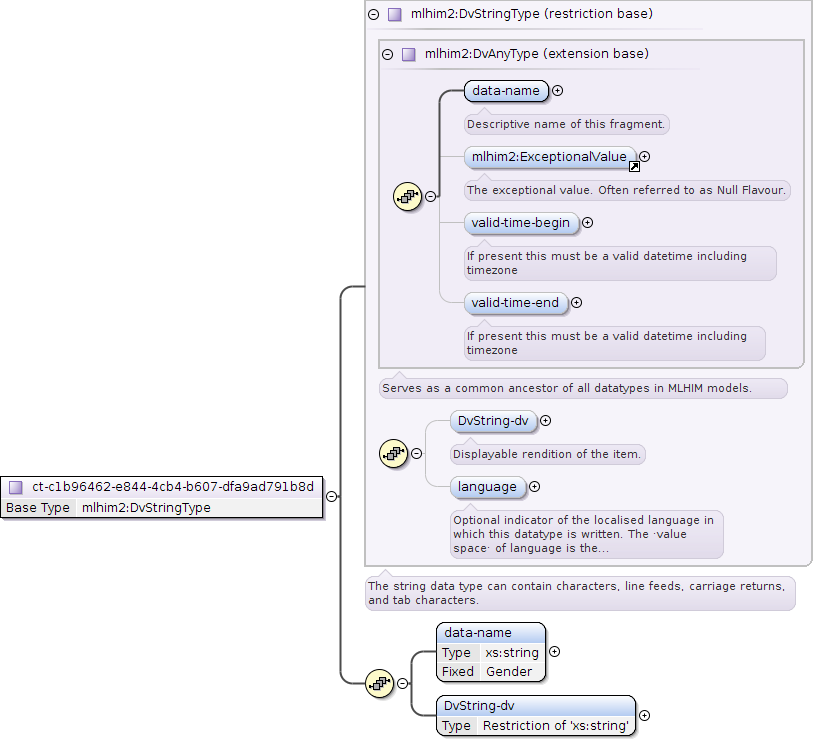 mlhim2:DvStringType (restriction base)
mlhim2:DvAnyType (extension base)
data-name
Descriptive name of this fragment.
mlhim2:ExceptionalValue
The exceptional value. Often referred to as Null Flavour.
valid-time-begin
If present this must be a valid datetime including
timezone
valid-time-end
If present this must be a valid datetime including
timezone
Serves as a common ancestor of all datatypes in MLHIM models.
DvString-dv
Displayable rendition of the item.
language
Optional indicator of the localised language in
which this datatype is written. The ·value
space· of language is the...
The string data type can contain characters, line feeds, carriage returns,
and tab characters.
ct-c1b96462-e844-4cb4-b607-dfa9ad791b8d
Base Type mlhim2:DvStringType
data-name
Type xs:string
Fixed Gender
DvString-dv
Type Restriction of 'xs:string'